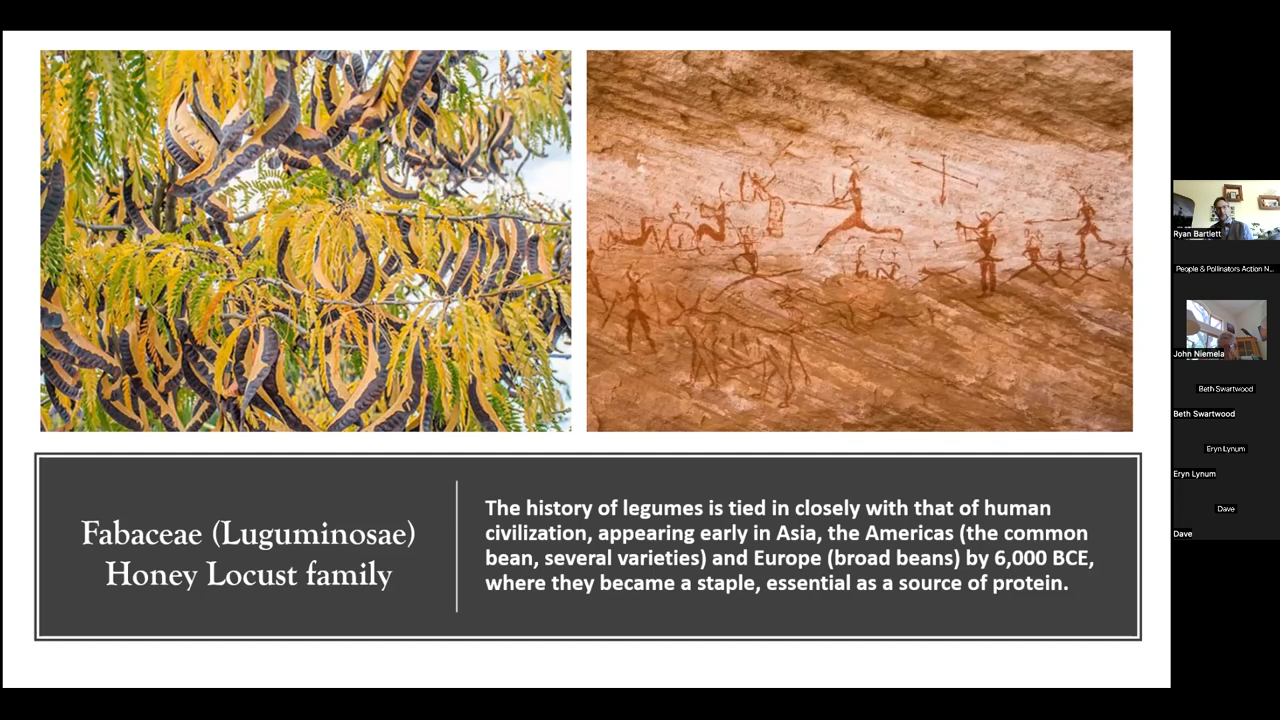 Fabaceae (Luguminosae)
Honey Locust family
The history of legumes is tied in closely with that of human
civilization, appearing early in Asia, the Americas (the common
bean, several varieties) and Europe (broad beans) by 6,000 BCE,
where they became a staple, essential as a source of protein.
Ryan Bartlett
People & Pollinators Action N...
John Niemela
Beth Swartwood
Beth Swartwood
Eryn Lynum
Eryn Lynum
Dave
Dave